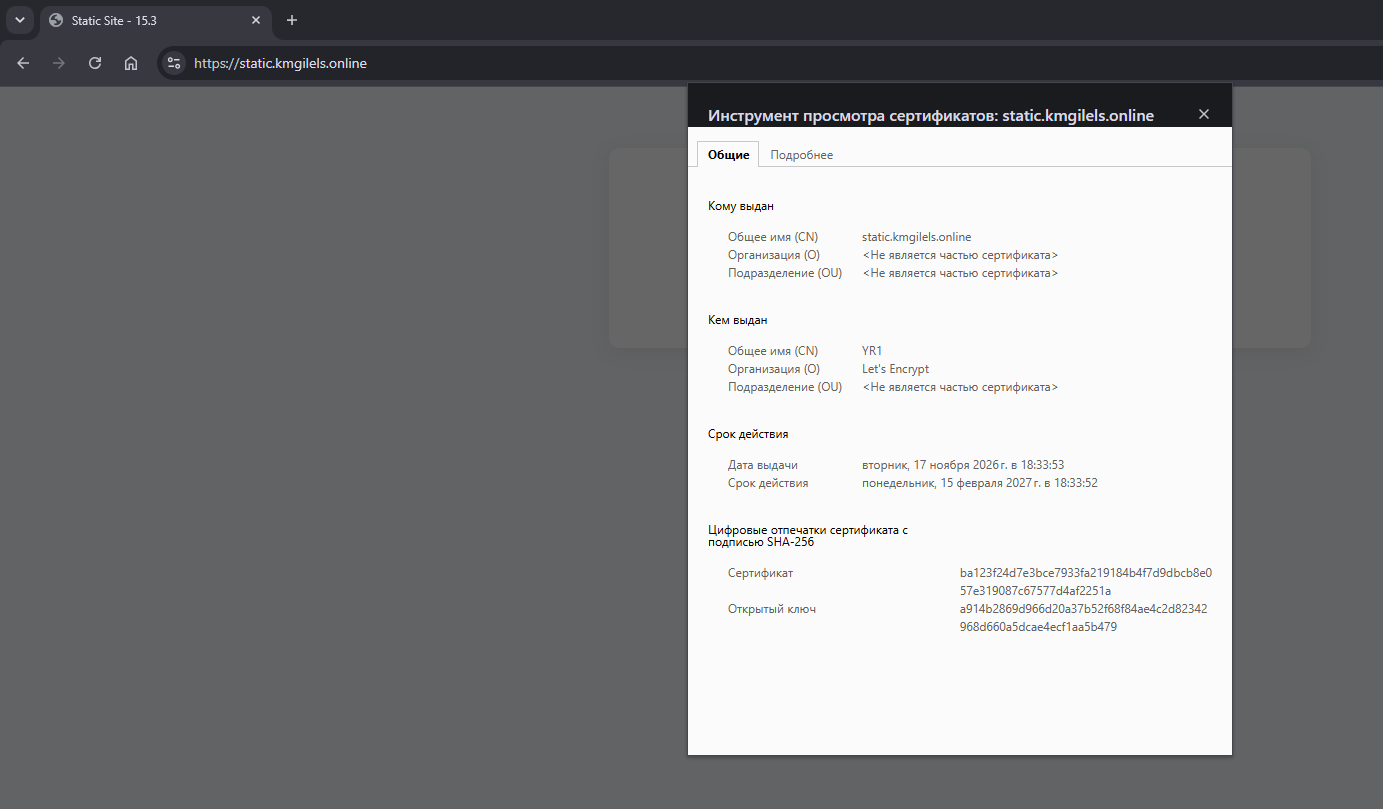 Static Site - 15.3
https://static.kmgilels.online
Инструмент просмотра сертификатов: static.kmgilels.online
Общие
Подробнее
Кому выдан
Общее имя (CN) static.kmgilels.online
Организация (O) <Не является частью сертификата>
Подразделение (OU) <Не является частью сертификата>
Кем выдан
Общее имя (CN) YR1
Организация (O) Let's Encrypt
Подразделение (OU) <Не является частью сертификата>
Срок действия
Дата выдачи вторник, 17 ноября 2026 г. в 18:33:53
Срок действия понедельник, 15 февраля 2027 г. в 18:33:52
Цифровые отпечатки сертификата с
подписью SHA-256
Сертификат ba123f24d7e3bce7933fa219184b4f7d9dbcb8e0
57e319087c67577d4af2251a
Открытый ключ a914b2869d966d20a37b52f68f84ae4c2d82342
968d660a5dcae4ecf1aa5b479